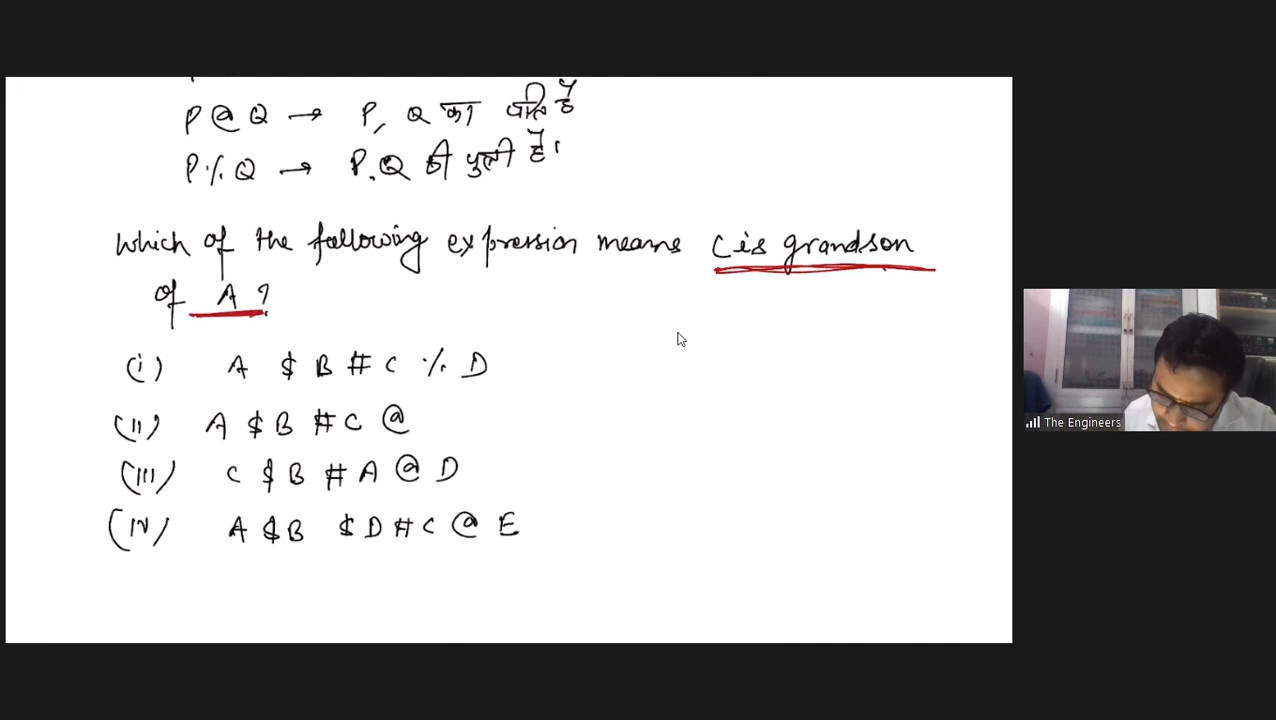 P @ Q → P, Q का पति है
P % Q → P, Q की पुत्री है।
Which of the following expression means C is grandson
of A ?
(i) A $ B # C % D
(ii) A $ B # C @
(iii) C $ B # A @ D
(iv) A $ B $ D # C @ E
The Engineers